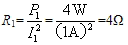 R₁ = P₁/I₁² = 4W/(1A)² = 4Ω